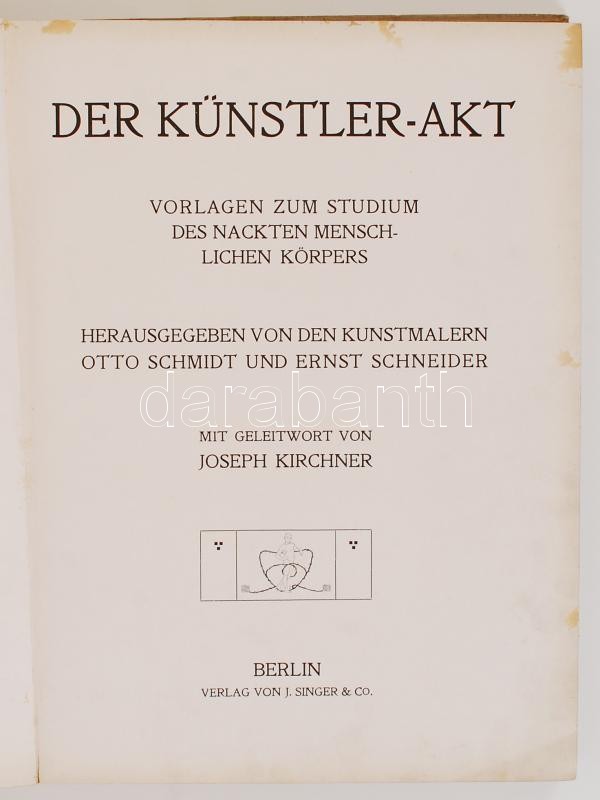 DER KÜNSTLER-AKT
VORLAGEN ZUM STUDIUM
DES NACKTEN MENSCH-
LICHEN KÖRPERS
HERAUSGEGEBEN VON DEN KUNSTMALERN
OTTO SCHMIDT UND ERNST SCHNEIDER
darabanth
MIT GELEITWORT VON
JOSEPH KIRCHNER
BERLIN
VERLAG VON J. SINGER & CO.